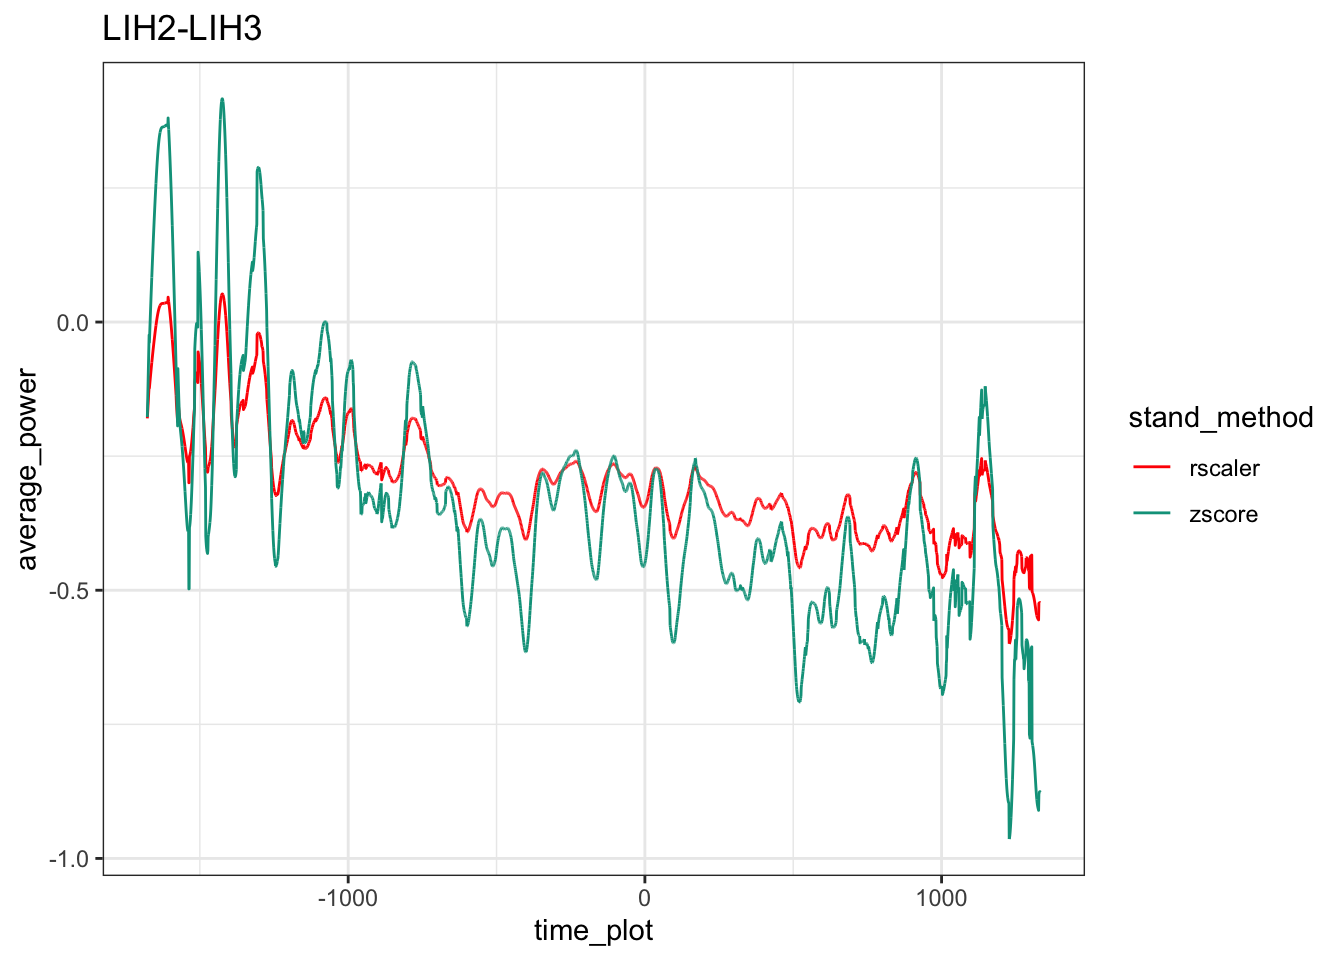 LIH2-LIH3
average_power
0.0
-0.5
-1.0
-1000
0
1000
time_plot
stand_method
rscaler
zscore